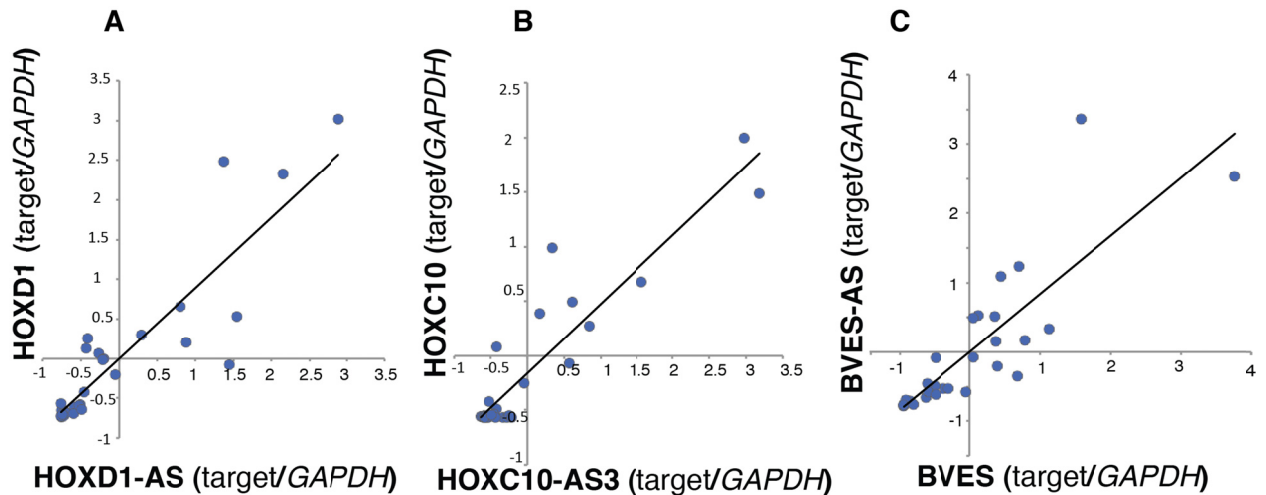 A
HOXD1 (target/GAPDH)
3.5
3
2.5
2
1.5
1
0.5
-1 -0.5 0.5 1 1.5 2 2.5 3 3.5
-0.5
-1
HOXD1-AS (target/GAPDH)
B
HOXC10 (target/GAPDH)
2.5
2
1.5
1
0.5
-1 -0.5 0.5 1 1.5 2 2.5 3 3.5
-0.5
-1
HOXC10-AS3 (target/GAPDH)
C
BVES-AS (target/GAPDH)
4
3
2
1
-1 1 2 3 4
-1
BVES (target/GAPDH)